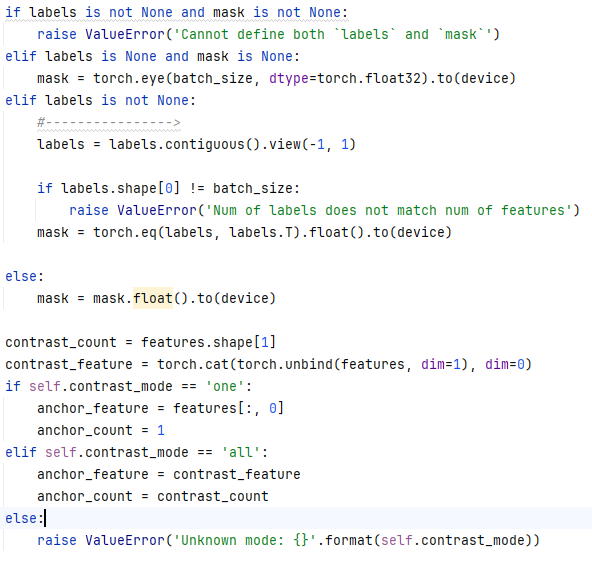 if labels is not None and mask is not None:
    raise ValueError('Cannot define both `labels` and `mask`')
elif labels is None and mask is None:
    mask = torch.eye(batch_size, dtype=torch.float32).to(device)
elif labels is not None:
    #---------------->
    labels = labels.contiguous().view(-1, 1)
    if labels.shape[0] != batch_size:
        raise ValueError('Num of labels does not match num of features')
    mask = torch.eq(labels, labels.T).float().to(device)
else:
    mask = mask.float().to(device)
contrast_count = features.shape[1]
contrast_feature = torch.cat(torch.unbind(features, dim=1), dim=0)
if self.contrast_mode == 'one':
    anchor_feature = features[:, 0]
    anchor_count = 1
elif self.contrast_mode == 'all':
    anchor_feature = contrast_feature
    anchor_count = contrast_count
else:
    raise ValueError('Unknown mode: {}'.format(self.contrast_mode))